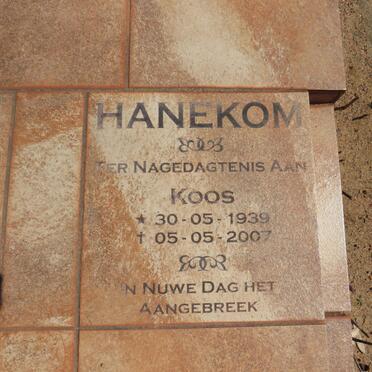 HANEKOM
TER NAGEDAGTENIS AAN
KOOS
★ 30-05-1939
† 05-05-2007
'N NUWE DAG HET
AANGEBREEK